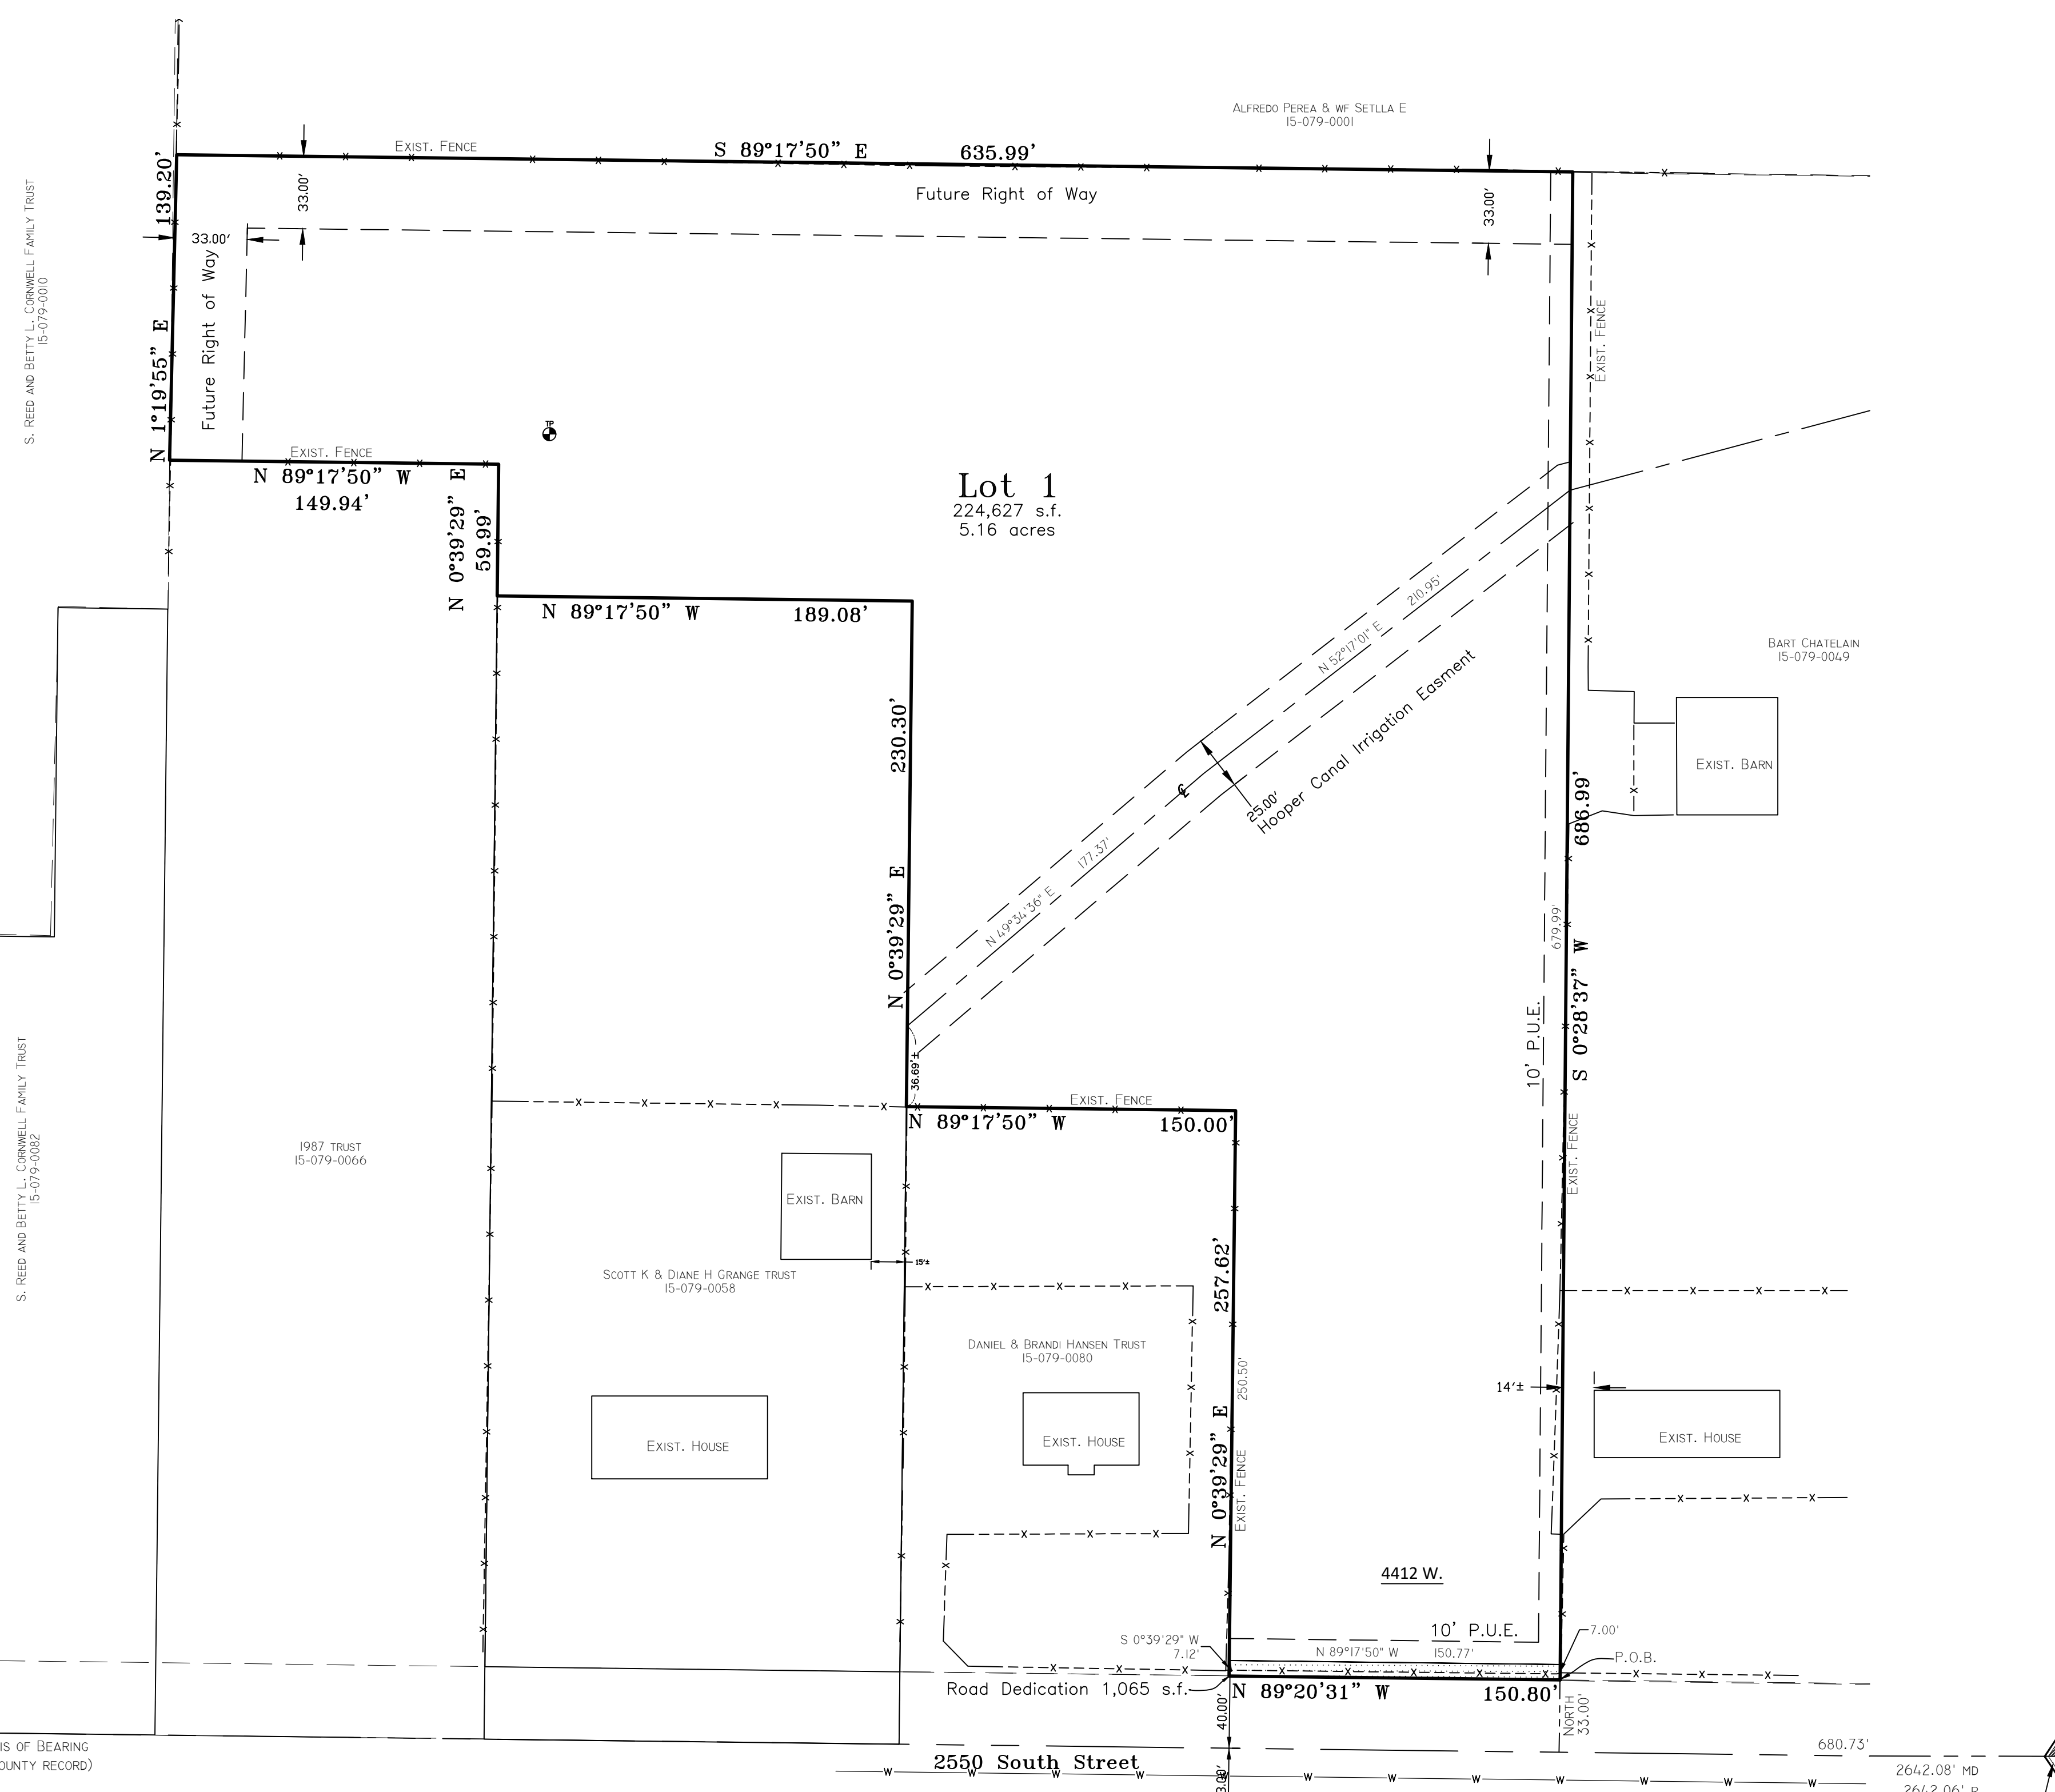 ALFREDO PEREA & WF SETLLA E
15-079-0001
EXIST. FENCE
S 89°17'50" E 635.99'
Future Right of Way
33.00'
33.00'
139.20'
N 1°19'55" E
33.00'
Future Right of Way
S. REED AND BETTY L. CORNWELL FAMILY TRUST
15-079-0010
EXIST. FENCE
N 89°17'50" W
149.94'
TP
N 0°39'29" E
59.99'
Lot 1
224,627 s.f.
5.16 acres
EXIST. FENCE
N 89°17'50" W 189.08'
210.95'
N 52°17'01" E
Hooper Canal Irrigation Easment
25.00'
BART CHATELAIN
15-079-0049
EXIST. BARN
230.30'
N 0°39'29" E
686.99'
S 0°28'37" W
679.99'
10' P.U.E.
177.37'
N 49°34'36" E
36.69'±
EXIST. FENCE
N 89°17'50" W 150.00'
S. REED AND BETTY L. CORNWELL FAMILY TRUST
15-079-0082
1987 TRUST
15-079-0066
EXIST. BARN
15'±
SCOTT K & DIANE H GRANGE TRUST
15-079-0058
EXIST. HOUSE
DANIEL & BRANDI HANSEN TRUST
15-079-0080
EXIST. HOUSE
257.62'
N 0°39'29" E
250.50'
EXIST. FENCE
EXIST. FENCE
14'±
EXIST. HOUSE
4412 W.
10' P.U.E.
S 0°39'29" W
7.12'
N 89°17'50" W 150.77'
7.00'
P.O.B.
Road Dedication 1,065 s.f.
N 89°20'31" W 150.80'
40.00'
NORTH
33.00'
IS OF BEARING
OUNTY RECORD)
2550 South Street
680.73'
2642.08' MD